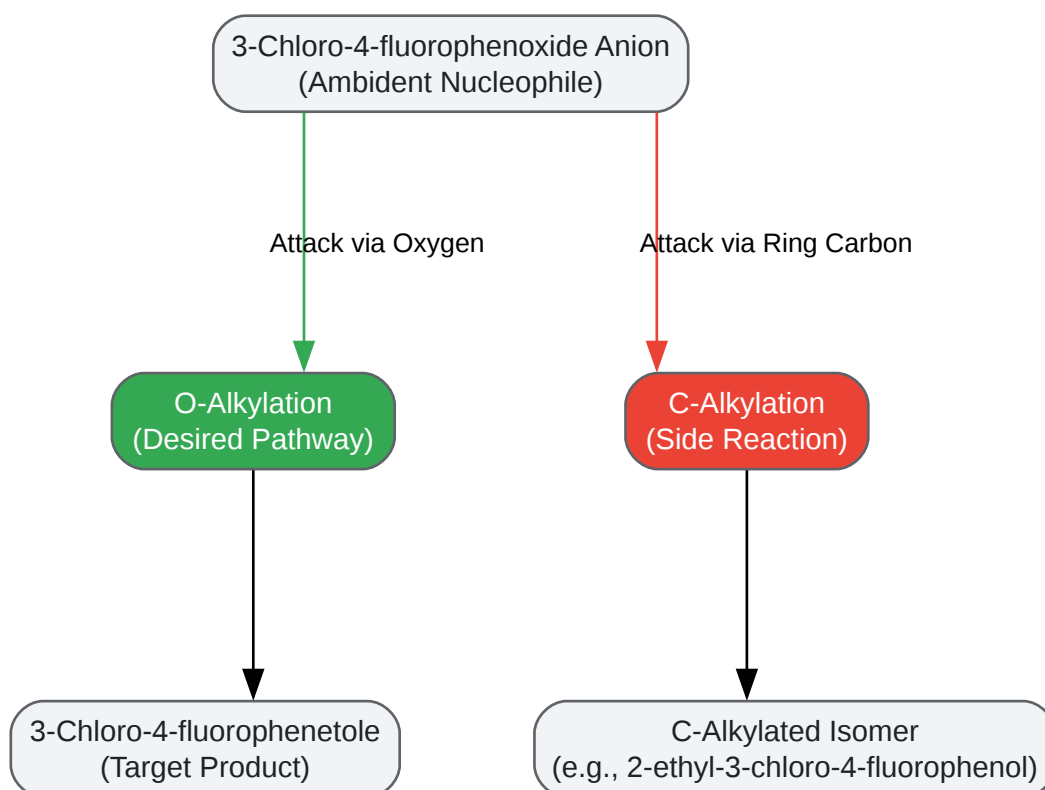 3-Chloro-4-fluorophenoxide Anion
(Ambident Nucleophile)
Attack via Oxygen
Attack via Ring Carbon
O-Alkylation
(Desired Pathway)
C-Alkylation
(Side Reaction)
3-Chloro-4-fluorophenetole
(Target Product)
C-Alkylated Isomer
(e.g., 2-ethyl-3-chloro-4-fluorophenol)